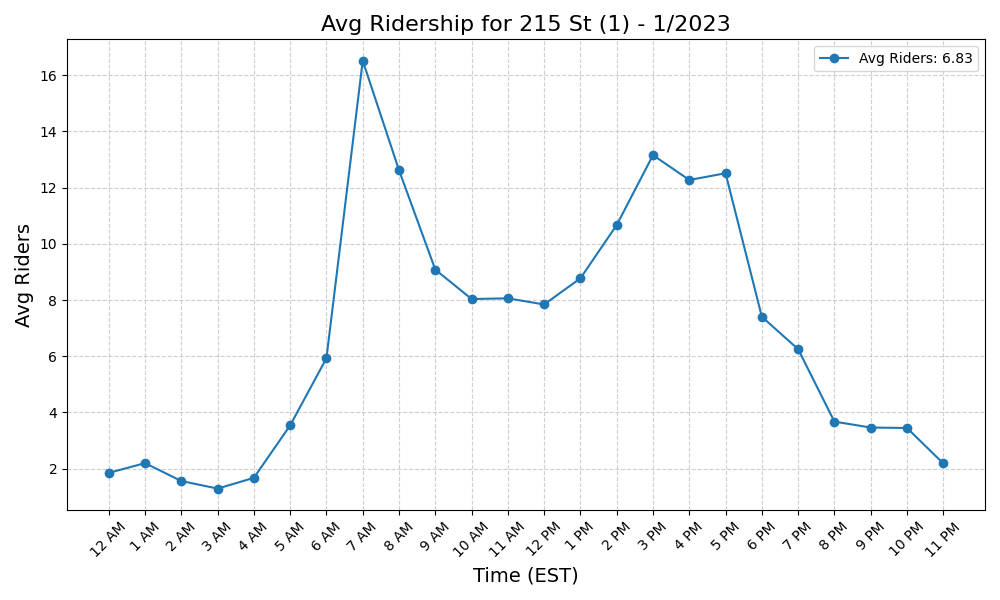 Avg Ridership for 215 St (1) - 1/2023
Avg Riders: 6.83
Avg Riders
16
14
12
10
8
6
4
2
12 AM
1 AM
2 AM
3 AM
4 AM
5 AM
6 AM
7 AM
8 AM
9 AM
10 AM
11 AM
12 PM
1 PM
2 PM
3 PM
4 PM
5 PM
6 PM
7 PM
8 PM
9 PM
10 PM
11 PM
Time (EST)